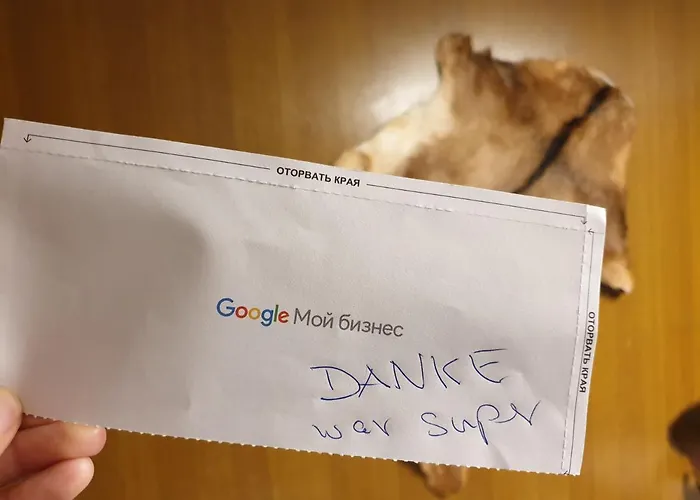 ОТОРВАТЬ КРАЯ
Google Мой бизнес
ОТОРВАТЬ КРАЯ
DANKE
war super